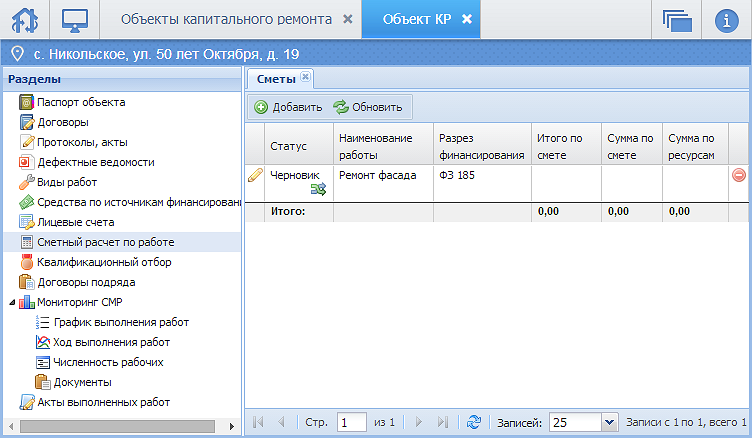 Объекты капитального ремонта
Объект КР
с. Никольское, ул. 50 лет Октября, д. 19
Разделы
Паспорт объекта
Договоры
Протоколы, акты
Дефектные ведомости
Виды работ
Средства по источникам финансирован
Лицевые счета
Сметный расчет по работе
Квалификационный отбор
Договоры подряда
Мониторинг СМР
График выполнения работ
Ход выполнения работ
Численность рабочих
Документы
Акты выполненных работ
Сметы
Добавить Обновить
Статус Наименование работы Разрез финансирования Итого по смете Сумма по смете Сумма по ресурсам
Черновик Ремонт фасада ФЗ 185
Итого: 0,00 0,00 0,00
Стр. 1 из 1 Записей: 25 Записи с 1 по 1, всего 1